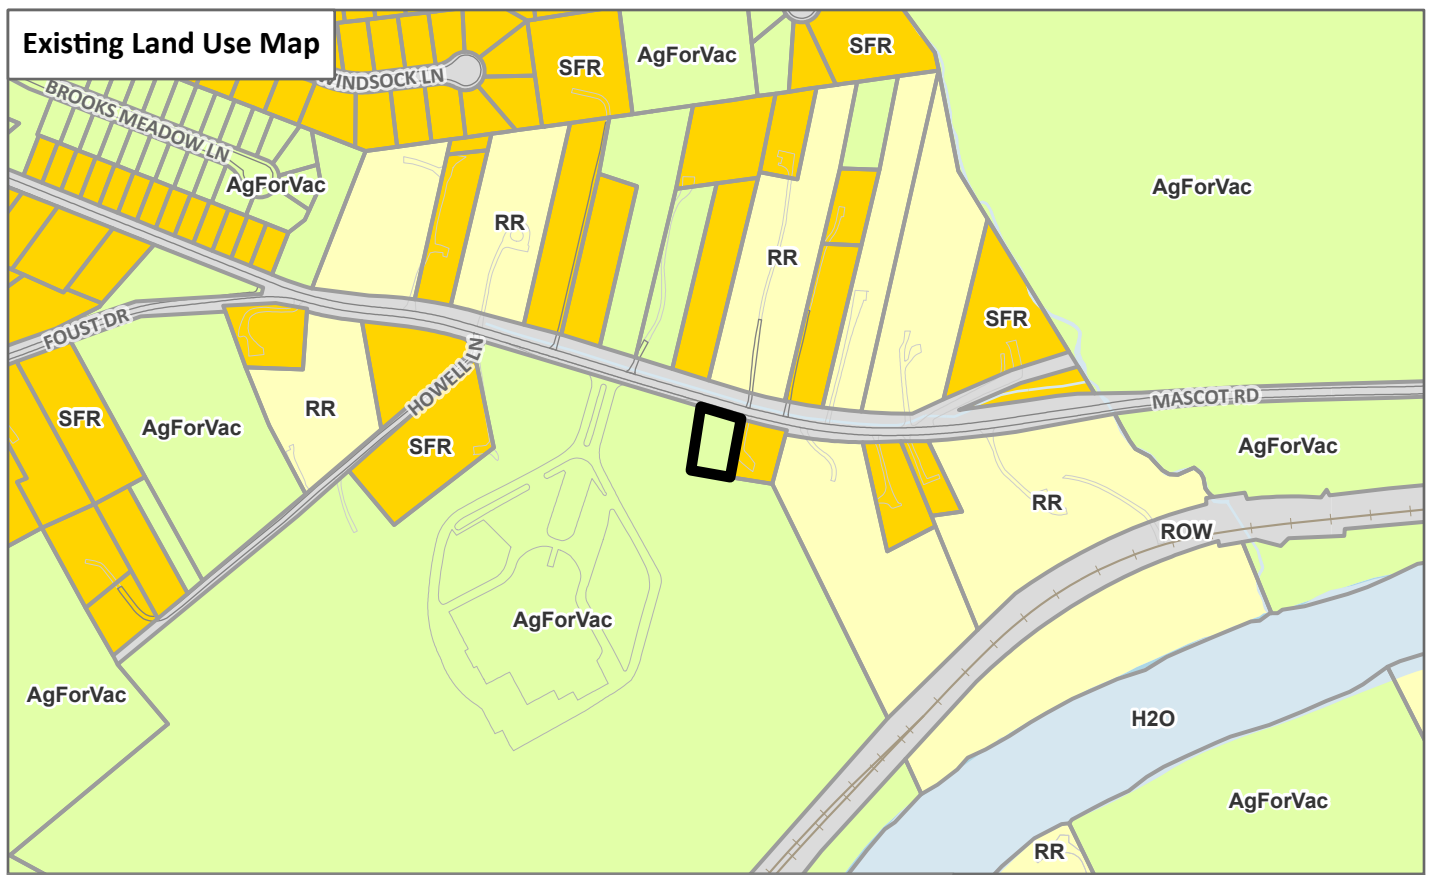 Existing Land Use Map
WINDSOCK LN
SFR
AgForVac
SFR
BROOKS MEADOW LN
AgForVac
AgForVac
RR
RR
SFR
FOUST DR
HOWELL LN
MASCOT RD
SFR
AgForVac
RR
SFR
AgForVac
RR
ROW
AgForVac
AgForVac
H2O
AgForVac
RR